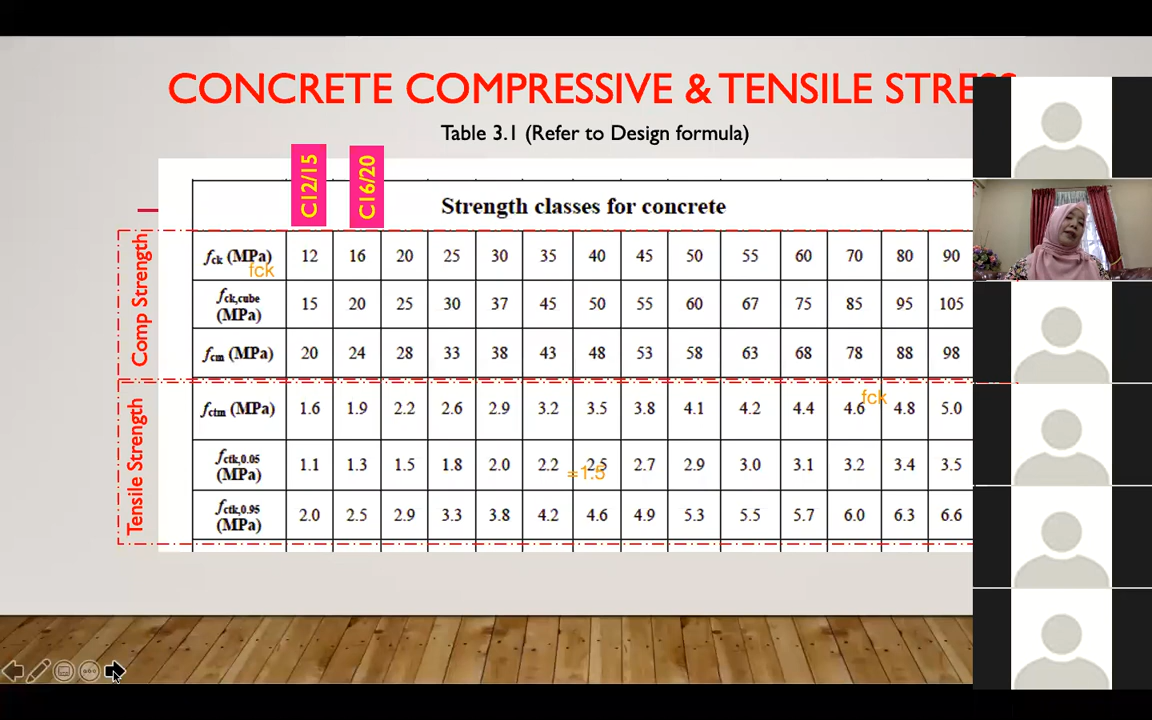 CONCRETE COMPRESSIVE & TENSILE STRE
Table 3.1 (Refer to Design formula)
C12/15
C16/20
Strength classes for concrete
Comp Strength
fck (MPa) 12 16 20 25 30 35 40 45 50 55 60 70 80 90
fck
fck,cube (MPa) 15 20 25 30 37 45 50 55 60 67 75 85 95 105
fcm (MPa) 20 24 28 33 38 43 48 53 58 63 68 78 88 98
Tensile Strength
fck
fctm (MPa) 1.6 1.9 2.2 2.6 2.9 3.2 3.5 3.8 4.1 4.2 4.4 4.6 4.8 5.0
fctk,0.05 (MPa) 1.1 1.3 1.5 1.8 2.0 2.2 2.5 2.7 2.9 3.0 3.1 3.2 3.4 3.5
=1.5
fctk,0.95 (MPa) 2.0 2.5 2.9 3.3 3.8 4.2 4.6 4.9 5.3 5.5 5.7 6.0 6.3 6.6